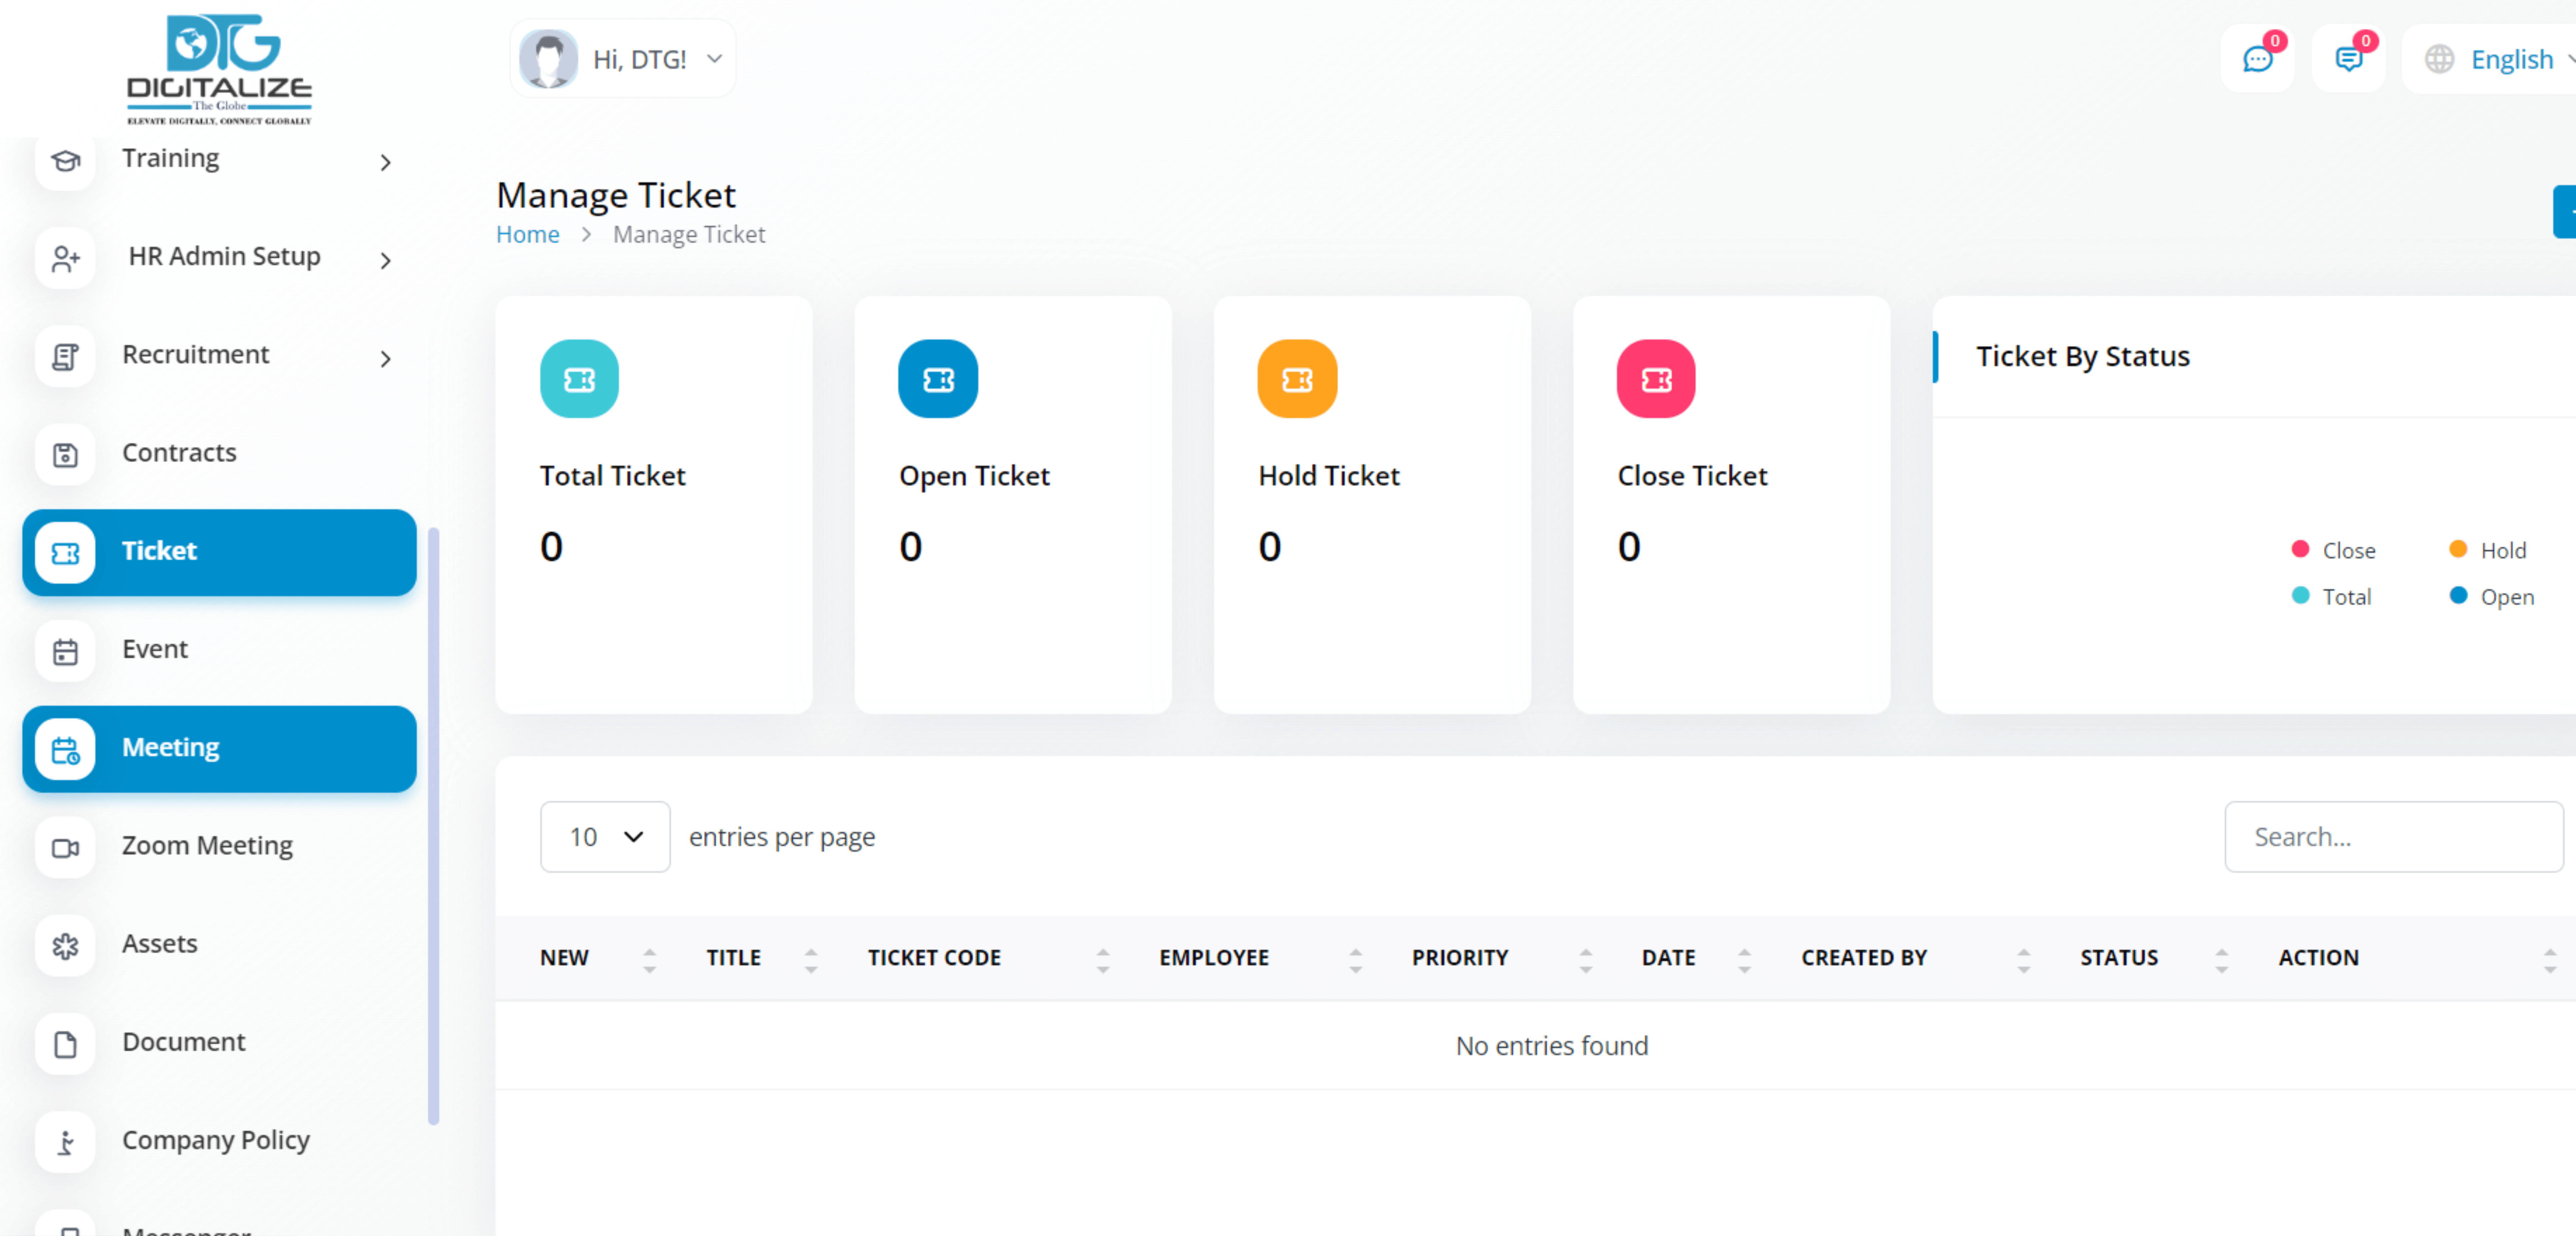 DTG
DIGITALIZE
The Globe
ELEVATE DIGITALLY, CONNECT GLOBALLY
Hi, DTG!
0
0
English
Training
HR Admin Setup
Recruitment
Contracts
Ticket
Event
Meeting
Zoom Meeting
Assets
Document
Company Policy
Messenger
Manage Ticket
Home > Manage Ticket
Total Ticket
0
Open Ticket
0
Hold Ticket
0
Close Ticket
0
Ticket By Status
Close Hold
Total Open
10 entries per page
Search...
NEW TITLE TICKET CODE EMPLOYEE PRIORITY DATE CREATED BY STATUS ACTION
No entries found